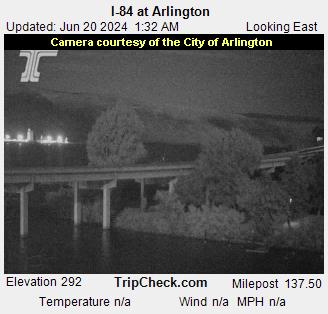 I-84 at Arlington
Updated: Jun 20 2024 1:32 AM Looking East
Camera courtesy of the City of Arlington
Elevation 292 TripCheck.com Milepost 137.50
Temperature n/a Wind n/a MPH n/a